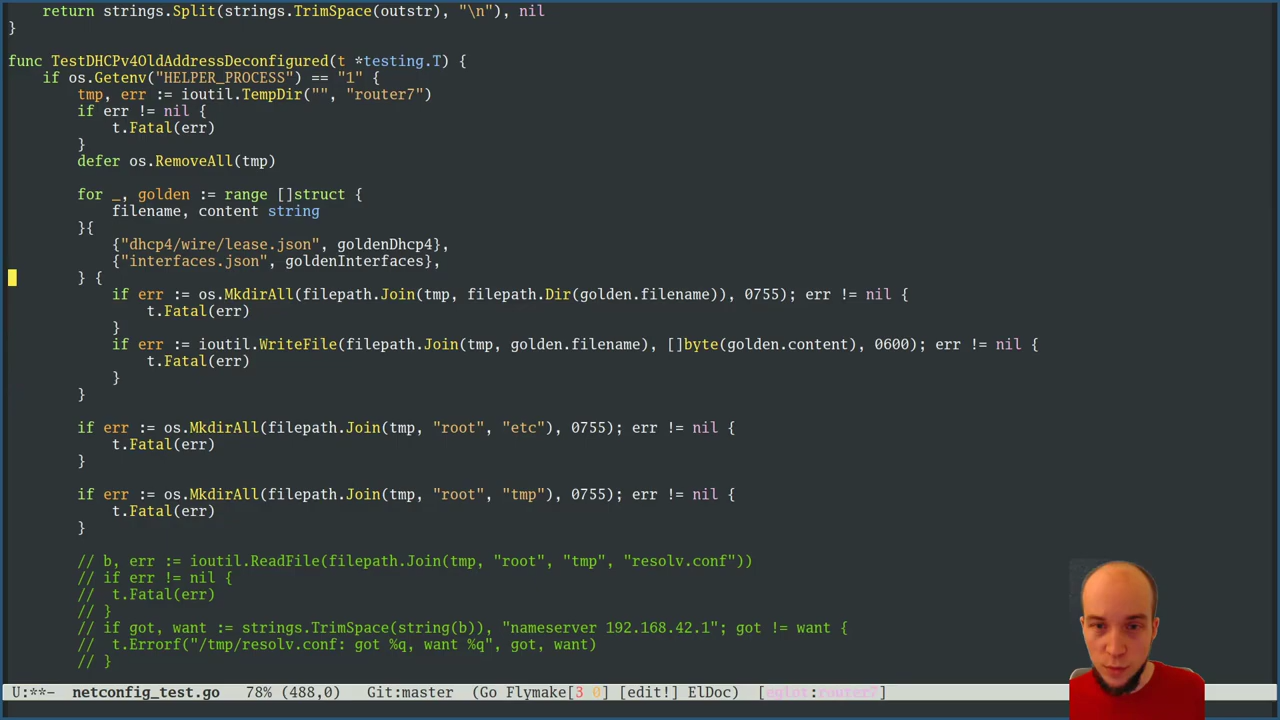 return strings.Split(strings.TrimSpace(outstr), "\n"), nil
}
func TestDHCPv4OldAddressDeconfigured(t *testing.T) {
    if os.Getenv("HELPER_PROCESS") == "1" {
        tmp, err := ioutil.TempDir("", "router7")
        if err != nil {
            t.Fatal(err)
        }
        defer os.RemoveAll(tmp)
        for _, golden := range []struct {
            filename, content string
        }{
            {"dhcp4/wire/lease.json", goldenDhcp4},
            {"interfaces.json", goldenInterfaces},
        } {
            if err := os.MkdirAll(filepath.Join(tmp, filepath.Dir(golden.filename)), 0755); err != nil {
                t.Fatal(err)
            }
            if err := ioutil.WriteFile(filepath.Join(tmp, golden.filename), []byte(golden.content), 0600); err != nil {
                t.Fatal(err)
            }
        }
        if err := os.MkdirAll(filepath.Join(tmp, "root", "etc"), 0755); err != nil {
            t.Fatal(err)
        }
        if err := os.MkdirAll(filepath.Join(tmp, "root", "tmp"), 0755); err != nil {
            t.Fatal(err)
        }
        // b, err := ioutil.ReadFile(filepath.Join(tmp, "root", "tmp", "resolv.conf"))
        // if err != nil {
        //  t.Fatal(err)
        // }
        // if got, want := strings.TrimSpace(string(b)), "nameserver 192.168.42.1"; got != want {
        //  t.Errorf("/tmp/resolv.conf: got %q, want %q", got, want)
        // }
U:**-  netconfig_test.go   78% (488,0)    Git:master  (Go Flymake[3 0] [edit!] ElDoc)  [eglot:router7]